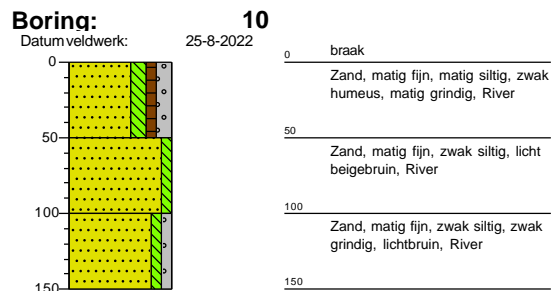 Boring: 10
Datum veldwerk: 25-8-2022
0
50
100
150
0 braak
Zand, matig fijn, matig siltig, zwak
humeus, matig grindig, River
50
Zand, matig fijn, zwak siltig, licht
beigebruin, River
100
Zand, matig fijn, zwak siltig, zwak
grindig, lichtbruin, River
150